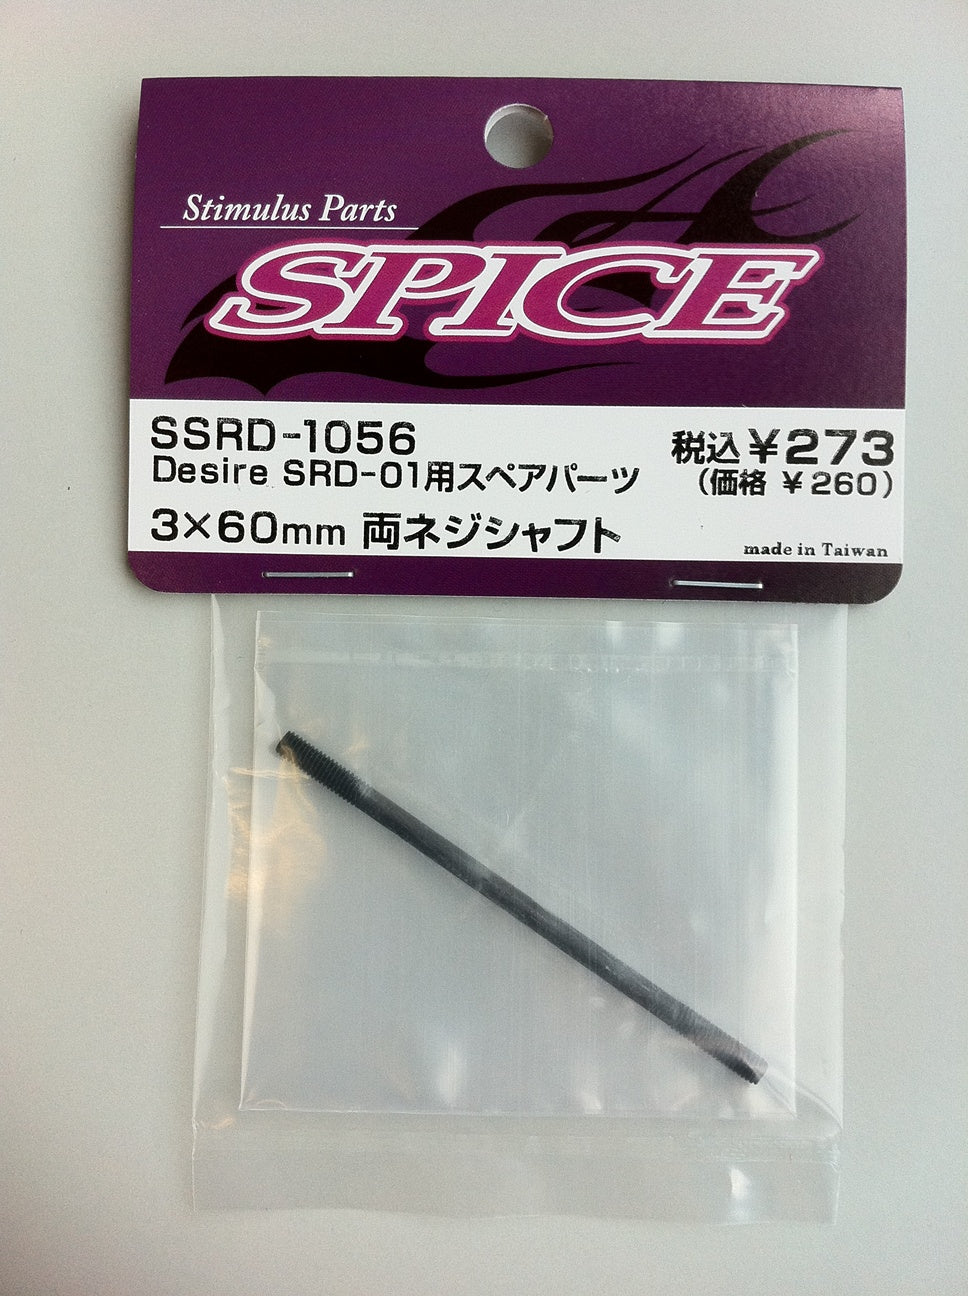 Stimulus Parts
SPICE
SSRD-1056
Desire SRD-01用スペアパーツ
3×60mm 両ネジシャフト
税込¥273
(価格 ¥260)
made in Taiwan